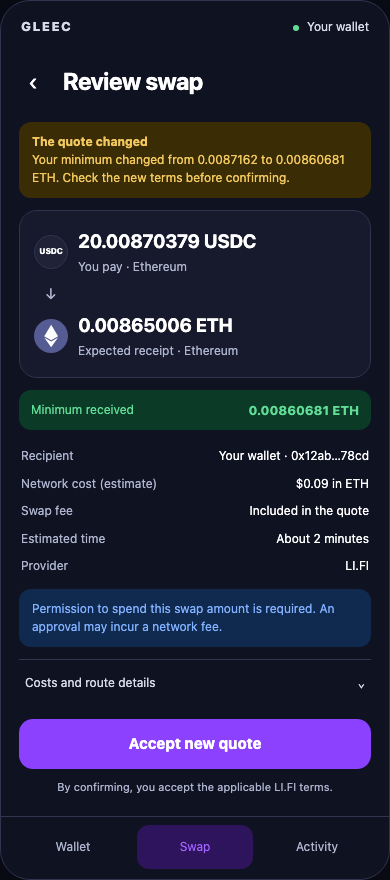 GLEEC
Your wallet
‹ Review swap
The quote changed
Your minimum changed from 0.0087162 to 0.00860681
ETH. Check the new terms before confirming.
USDC
20.00870379 USDC
You pay · Ethereum
↓
0.00865006 ETH
Expected receipt · Ethereum
Minimum received 0.00860681 ETH
Recipient Your wallet · 0x12ab…78cd
Network cost (estimate) $0.09 in ETH
Swap fee Included in the quote
Estimated time About 2 minutes
Provider LI.FI
Permission to spend this swap amount is required. An
approval may incur a network fee.
Costs and route details
Accept new quote
By confirming, you accept the applicable LI.FI terms.
Wallet Swap Activity